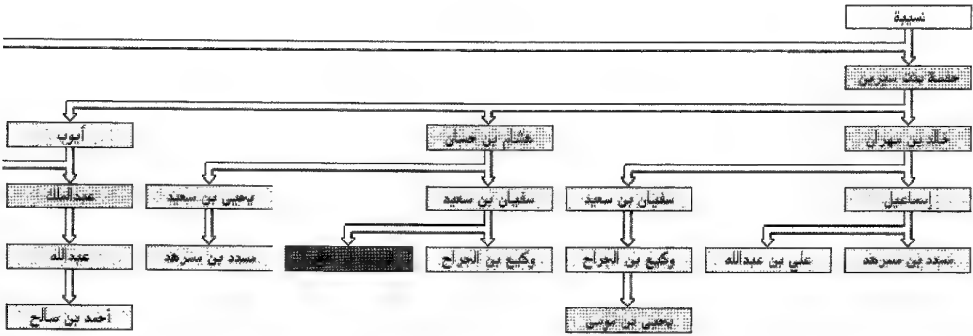 نسيبة
حفصة بنت سيرين
أيوب
هشام بن حسان
خالد بن مهران
عبدالملك
يحيى بن سعيد
سفيان بن سعيد
سفيان بن سعيد
إسماعيل
عبدالله
مسدد بن مسرهد
وكيع بن الجراح
وكيع بن الجراح
علي بن عبدالله
مسدد بن مسرهد
أحمد بن صالح
يحيى بن موسى